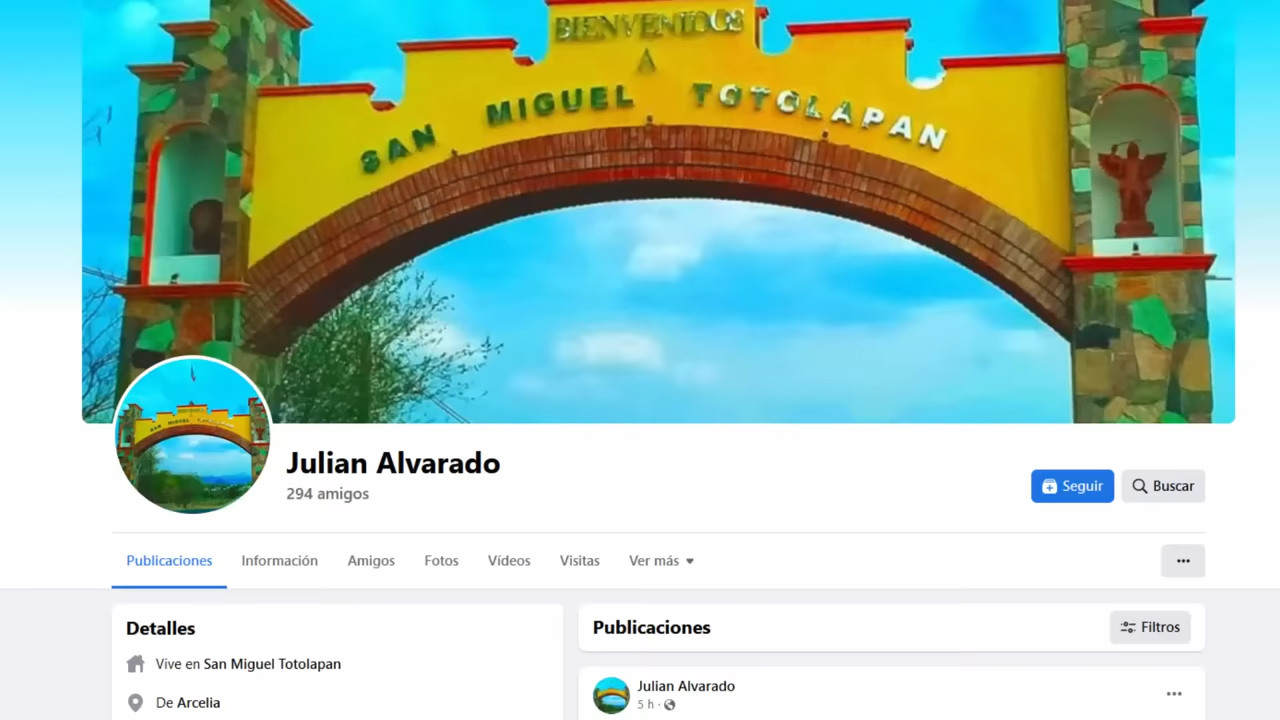 BIENVENIDOS
A
SAN MIGUEL TOTOLAPAN
Julian Alvarado
294 amigos
Seguir
Buscar
Publicaciones Información Amigos Fotos Vídeos Visitas Ver más
Detalles
Vive en San Miguel Totolapan
De Arcelia
Publicaciones
Filtros
Julian Alvarado
5 h ·